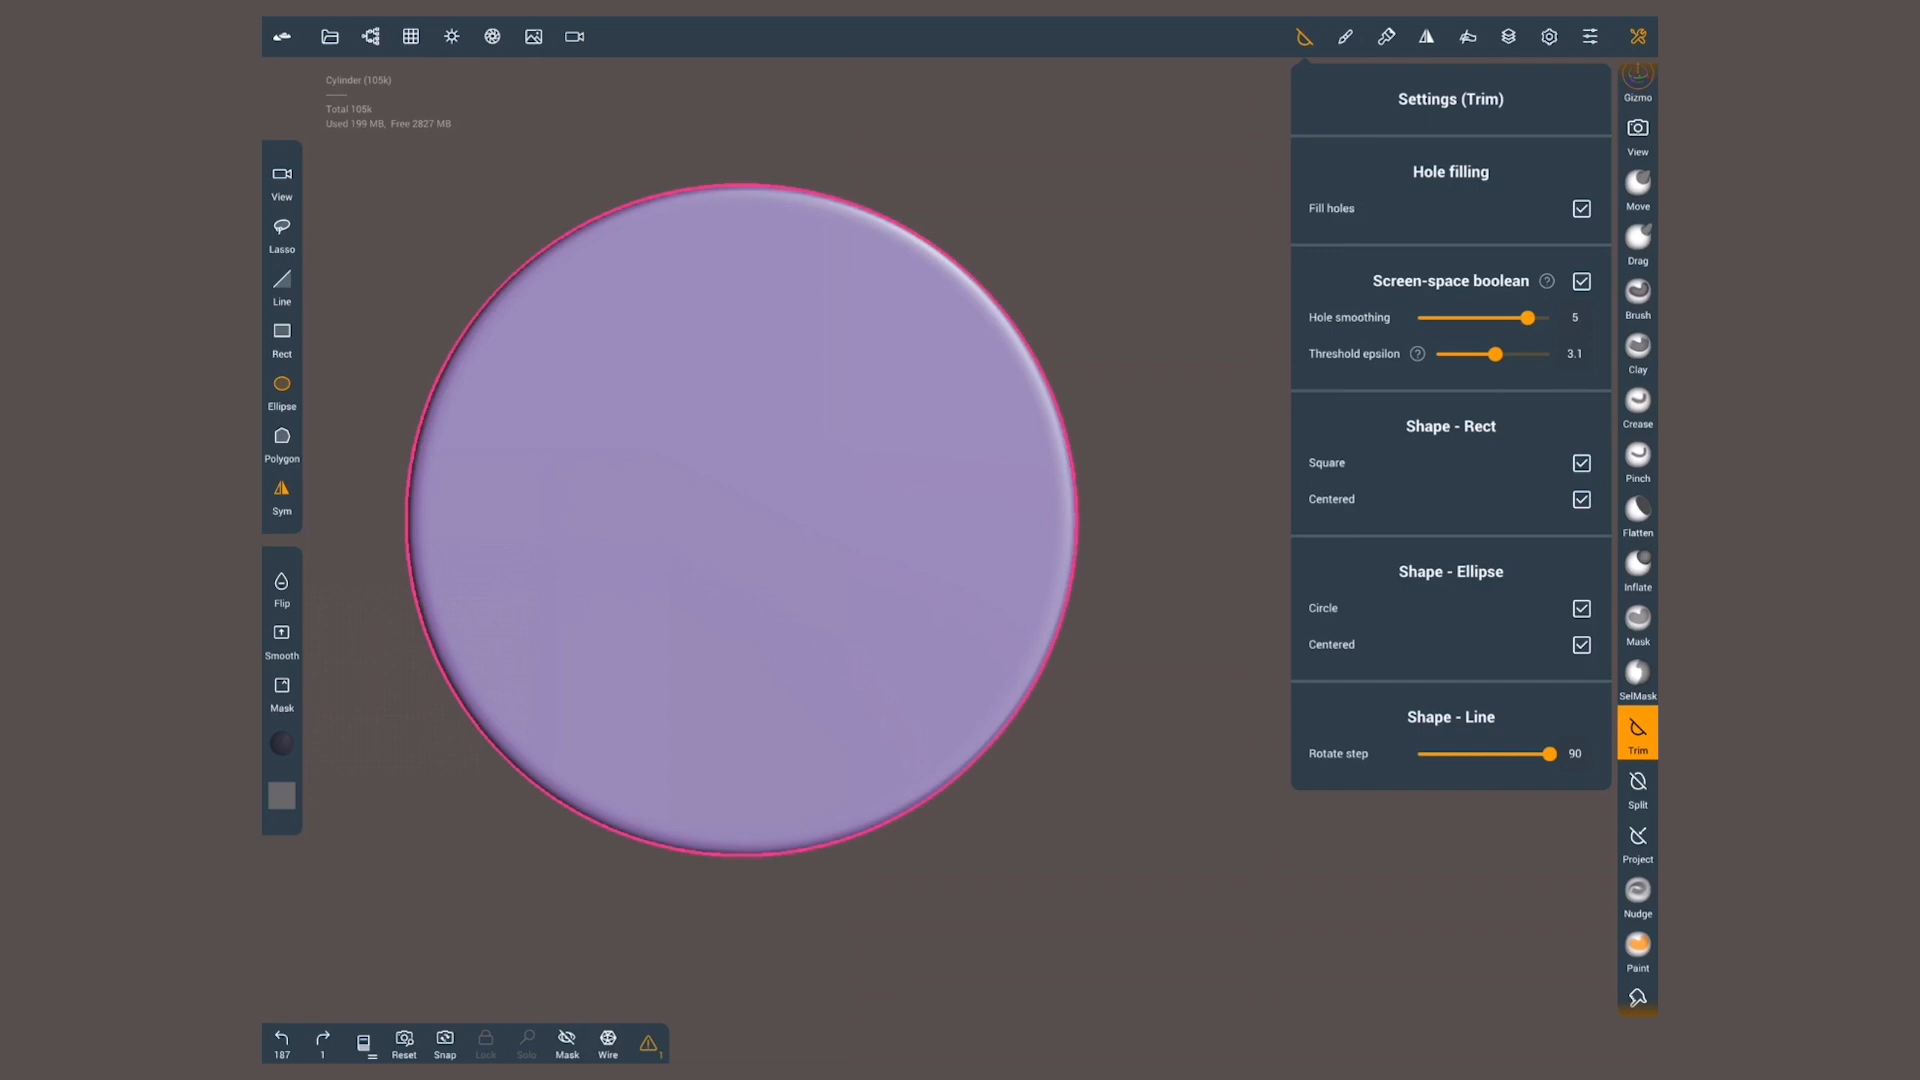 Cylinder (105k)
Total 105k
Used 199 MB, Free 2827 MB
View
Lasso
Line
Rect
Ellipse
Polygon
Sym
Flip
Smooth
Mask
Settings (Trim)
Hole filling
Fill holes
Screen-space boolean ?
Hole smoothing 5
Threshold epsilon ? 3.1
Shape - Rect
Square
Centered
Shape - Ellipse
Circle
Centered
Shape - Line
Rotate step 90
Gizmo
View
Move
Drag
Brush
Clay
Crease
Pinch
Flatten
Inflate
Mask
SelMask
Trim
Split
Project
Nudge
Paint
187
1
Reset
Snap
Lock
Solo
Mask
Wire
1